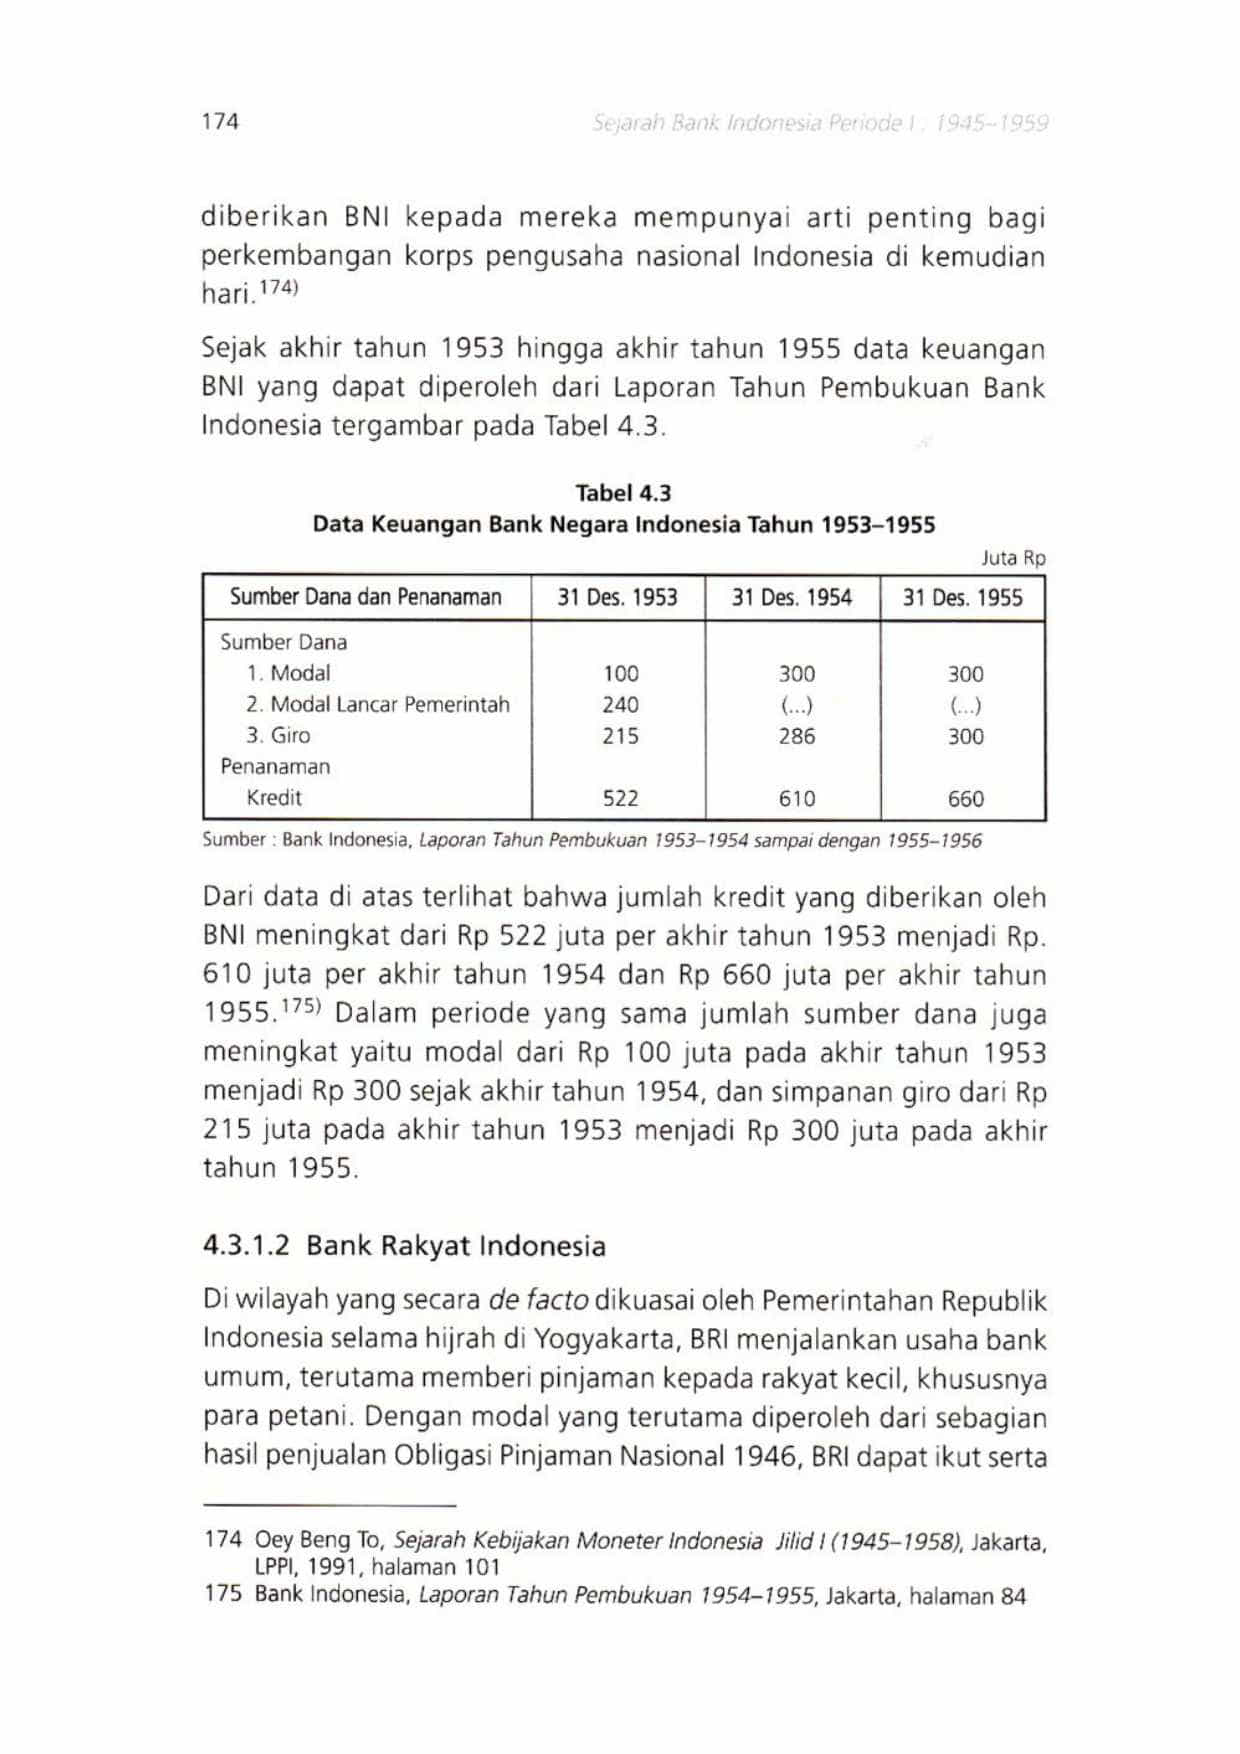 174 Sejarah Bank Indonesia Periode I : 1945–1959
diberikan BNI kepada mereka mempunyai arti penting bagi
perkembangan korps pengusaha nasional Indonesia di kemudian
hari.174)
Sejak akhir tahun 1953 hingga akhir tahun 1955 data keuangan
BNI yang dapat diperoleh dari Laporan Tahun Pembukuan Bank
Indonesia tergambar pada Tabel 4.3.
Tabel 4.3
Data Keuangan Bank Negara Indonesia Tahun 1953–1955
Juta Rp
Sumber Dana dan Penanaman 31 Des. 1953 31 Des. 1954 31 Des. 1955
Sumber Dana
1. Modal 100 300 300
2. Modal Lancar Pemerintah 240 (...) (...)
3. Giro 215 286 300
Penanaman
Kredit 522 610 660
Sumber : Bank Indonesia, Laporan Tahun Pembukuan 1953–1954 sampai dengan 1955–1956
Dari data di atas terlihat bahwa jumlah kredit yang diberikan oleh
BNI meningkat dari Rp 522 juta per akhir tahun 1953 menjadi Rp.
610 juta per akhir tahun 1954 dan Rp 660 juta per akhir tahun
1955.175) Dalam periode yang sama jumlah sumber dana juga
meningkat yaitu modal dari Rp 100 juta pada akhir tahun 1953
menjadi Rp 300 sejak akhir tahun 1954, dan simpanan giro dari Rp
215 juta pada akhir tahun 1953 menjadi Rp 300 juta pada akhir
tahun 1955.
4.3.1.2 Bank Rakyat Indonesia
Di wilayah yang secara de facto dikuasai oleh Pemerintahan Republik
Indonesia selama hijrah di Yogyakarta, BRI menjalankan usaha bank
umum, terutama memberi pinjaman kepada rakyat kecil, khususnya
para petani. Dengan modal yang terutama diperoleh dari sebagian
hasil penjualan Obligasi Pinjaman Nasional 1946, BRI dapat ikut serta
174 Oey Beng To, Sejarah Kebijakan Moneter Indonesia Jilid I (1945–1958), Jakarta,
LPPI, 1991, halaman 101
175 Bank Indonesia, Laporan Tahun Pembukuan 1954–1955, Jakarta, halaman 84